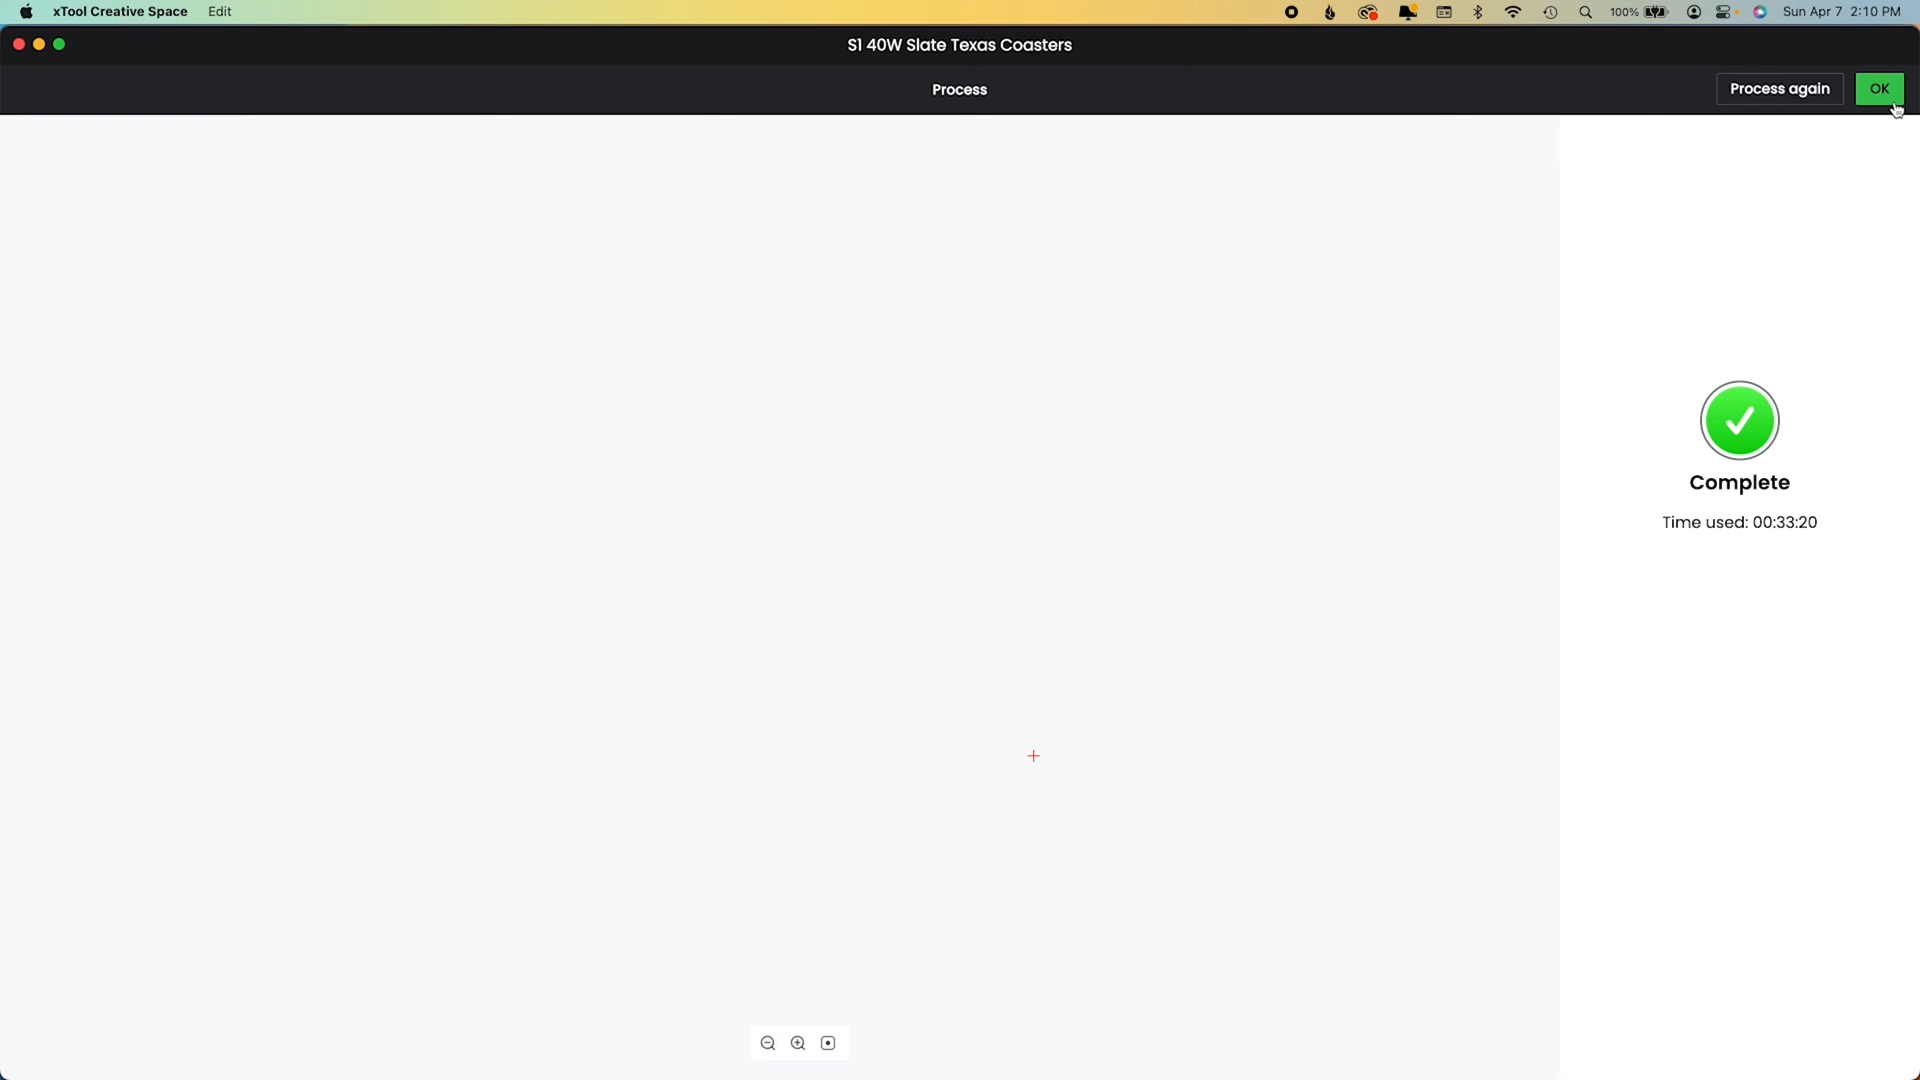 xTool Creative Space Edit 100% Sun Apr 7 2:10 PM
S1 40W Slate Texas Coasters
Process Process again OK
Complete
Time used: 00:33:20